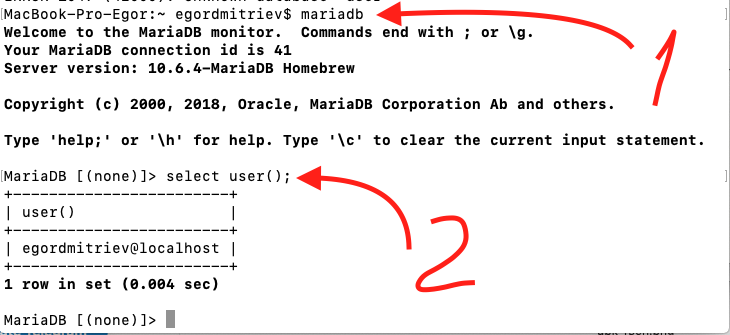 MacBook-Pro-Egor:~ egordmitriev$ mariadb
Welcome to the MariaDB monitor.  Commands end with ; or \g.
Your MariaDB connection id is 41
Server version: 10.6.4-MariaDB Homebrew
Copyright (c) 2000, 2018, Oracle, MariaDB Corporation Ab and others.
Type 'help;' or '\h' for help. Type '\c' to clear the current input statement.
MariaDB [(none)]> select user();
+------------------------+
| user()                 |
+------------------------+
| egordmitriev@localhost |
+------------------------+
1 row in set (0.004 sec)
MariaDB [(none)]>
1
2